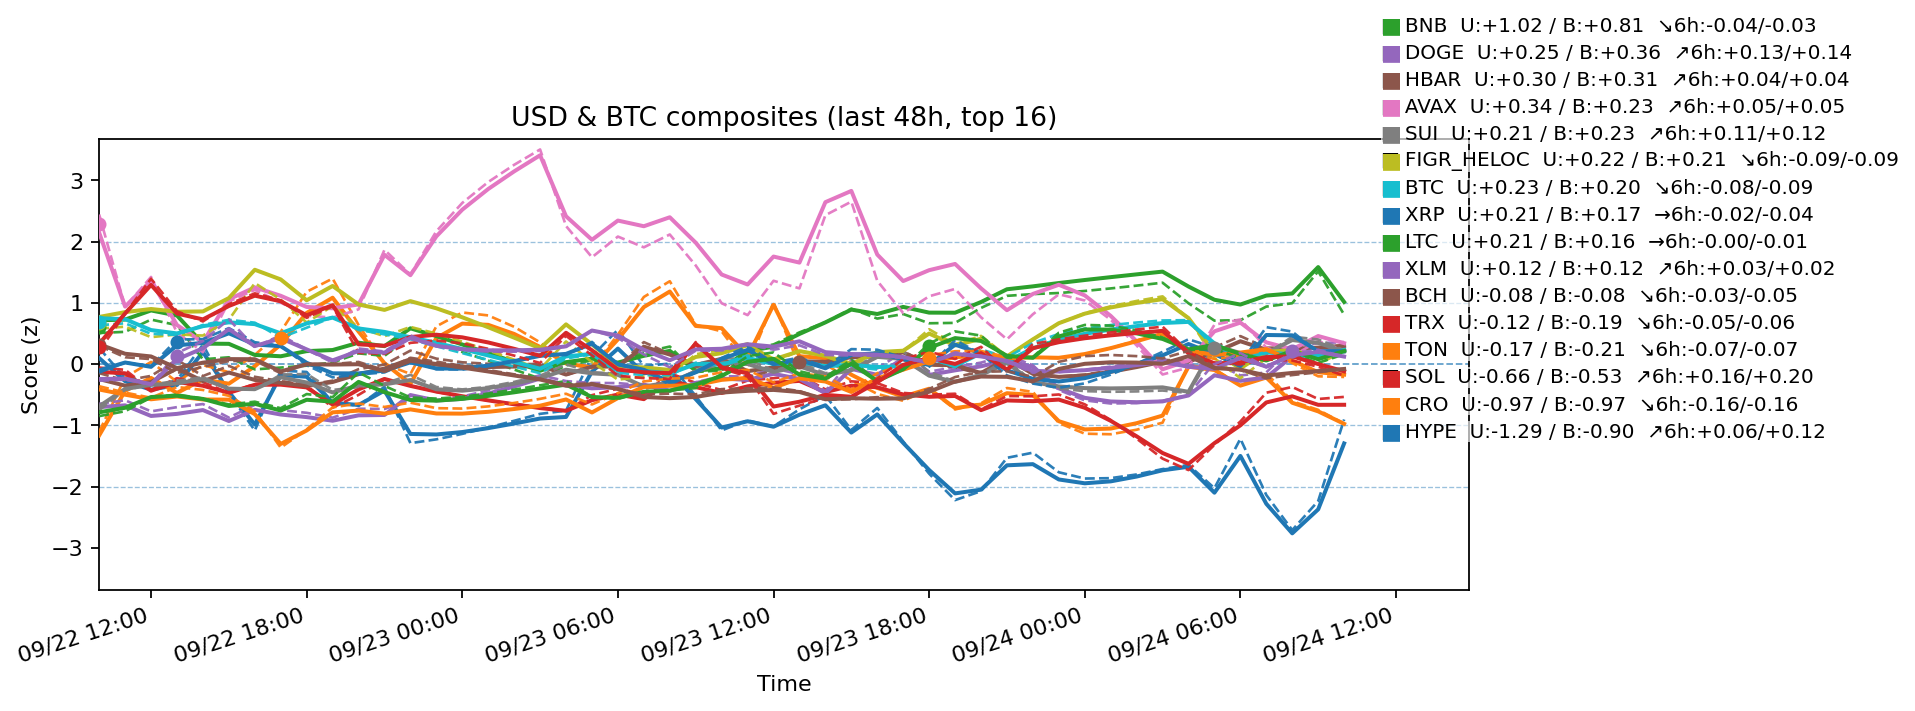 BNB U:+1.02 / B:+0.81 ↘6h:-0.04/-0.03
DOGE U:+0.25 / B:+0.36 ↗6h:+0.13/+0.14
HBAR U:+0.30 / B:+0.31 ↗6h:+0.04/+0.04
AVAX U:+0.34 / B:+0.23 ↗6h:+0.05/+0.05
SUI U:+0.21 / B:+0.23 ↗6h:+0.11/+0.12
FIGR_HELOC U:+0.22 / B:+0.21 ↘6h:-0.09/-0.09
BTC U:+0.23 / B:+0.20 ↘6h:-0.08/-0.09
XRP U:+0.21 / B:+0.17 →6h:-0.02/-0.04
LTC U:+0.21 / B:+0.16 →6h:-0.00/-0.01
XLM U:+0.12 / B:+0.12 ↗6h:+0.03/+0.02
BCH U:-0.08 / B:-0.08 ↘6h:-0.03/-0.05
TRX U:-0.12 / B:-0.19 ↘6h:-0.05/-0.06
TON U:-0.17 / B:-0.21 ↘6h:-0.07/-0.07
SOL U:-0.66 / B:-0.53 ↗6h:+0.16/+0.20
CRO U:-0.97 / B:-0.97 ↘6h:-0.16/-0.16
HYPE U:-1.29 / B:-0.90 ↗6h:+0.06/+0.12
USD & BTC composites (last 48h, top 16)
Score (z)
3
2
1
0
−1
−2
−3
09/22 12:00
09/22 18:00
09/23 00:00
09/23 06:00
09/23 12:00
09/23 18:00
09/24 00:00
09/24 06:00
09/24 12:00
Time